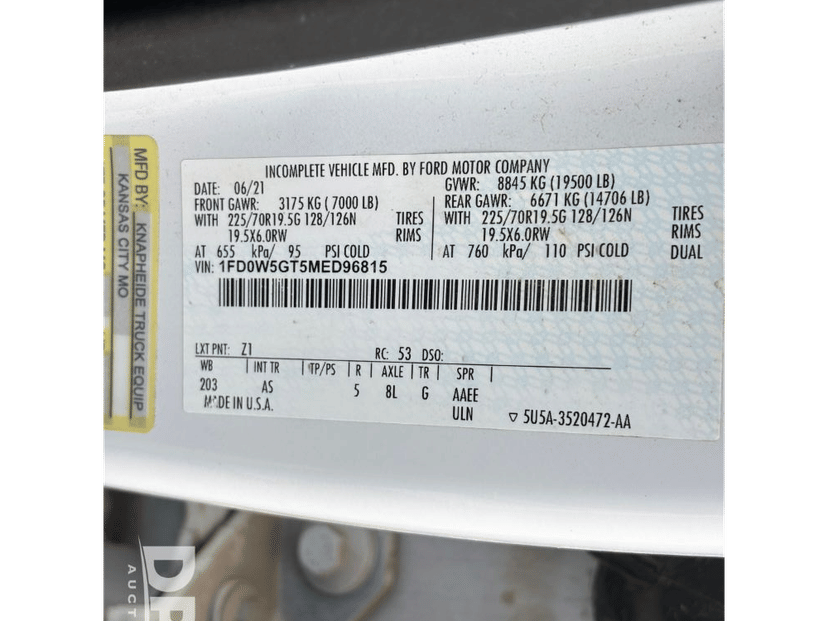 MFD BY:
KNAPHEIDE TRUCK EQUIP
KANSAS CITY MO
INCOMPLETE VEHICLE MFD. BY FORD MOTOR COMPANY
DATE: 06/21 GVWR: 8845 KG (19500 LB)
FRONT GAWR: 3175 KG (7000 LB) REAR GAWR: 6671 KG (14706 LB)
WITH 225/70R19.5G 128/126N TIRES WITH 225/70R19.5G 128/126N TIRES
19.5X6.0RW RIMS 19.5X6.0RW RIMS
AT 655 kPa/ 95 PSI COLD AT 760 kPa/ 110 PSI COLD DUAL
VIN: 1FD0W5GT5MED96815
EXT PNT: Z1 RC: 53 DSO:
WB INT TR TP/PS R AXLE TR SPR
203 AS 5 8L G AAEE
MADE IN U.S.A. ULN ▽ 5U5A-3520472-AA